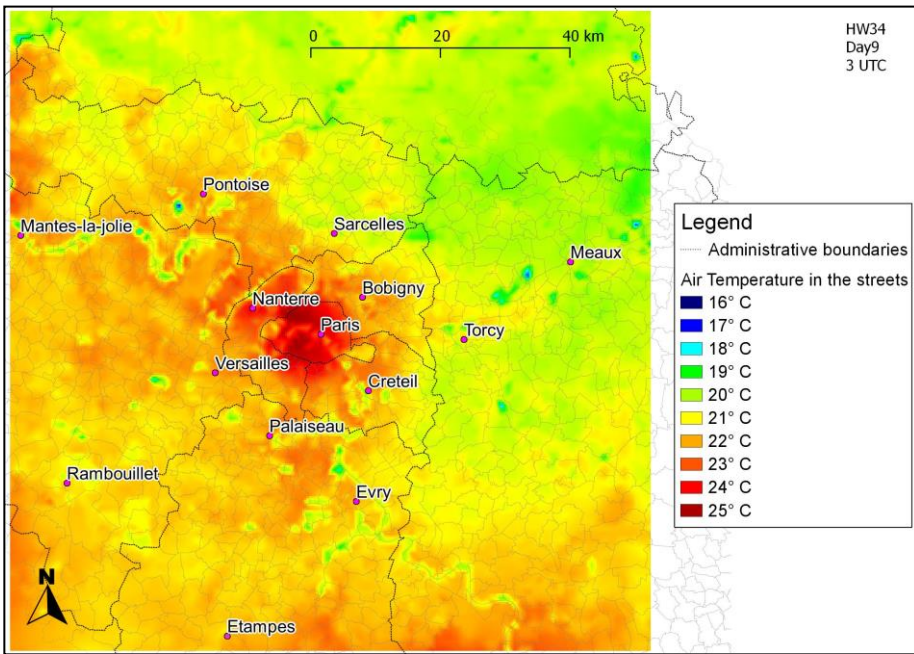 HW34
Day9
3 UTC
0 20 40 km
Pontoise
Mantes-la-jolie
Sarcelles
Meaux
Bobigny
Nanterre
Paris
Torcy
Versailles
Creteil
Palaiseau
Rambouillet
Evry
Etampes
N
Legend
Administrative boundaries
Air Temperature in the streets
16° C
17° C
18° C
19° C
20° C
21° C
22° C
23° C
24° C
25° C